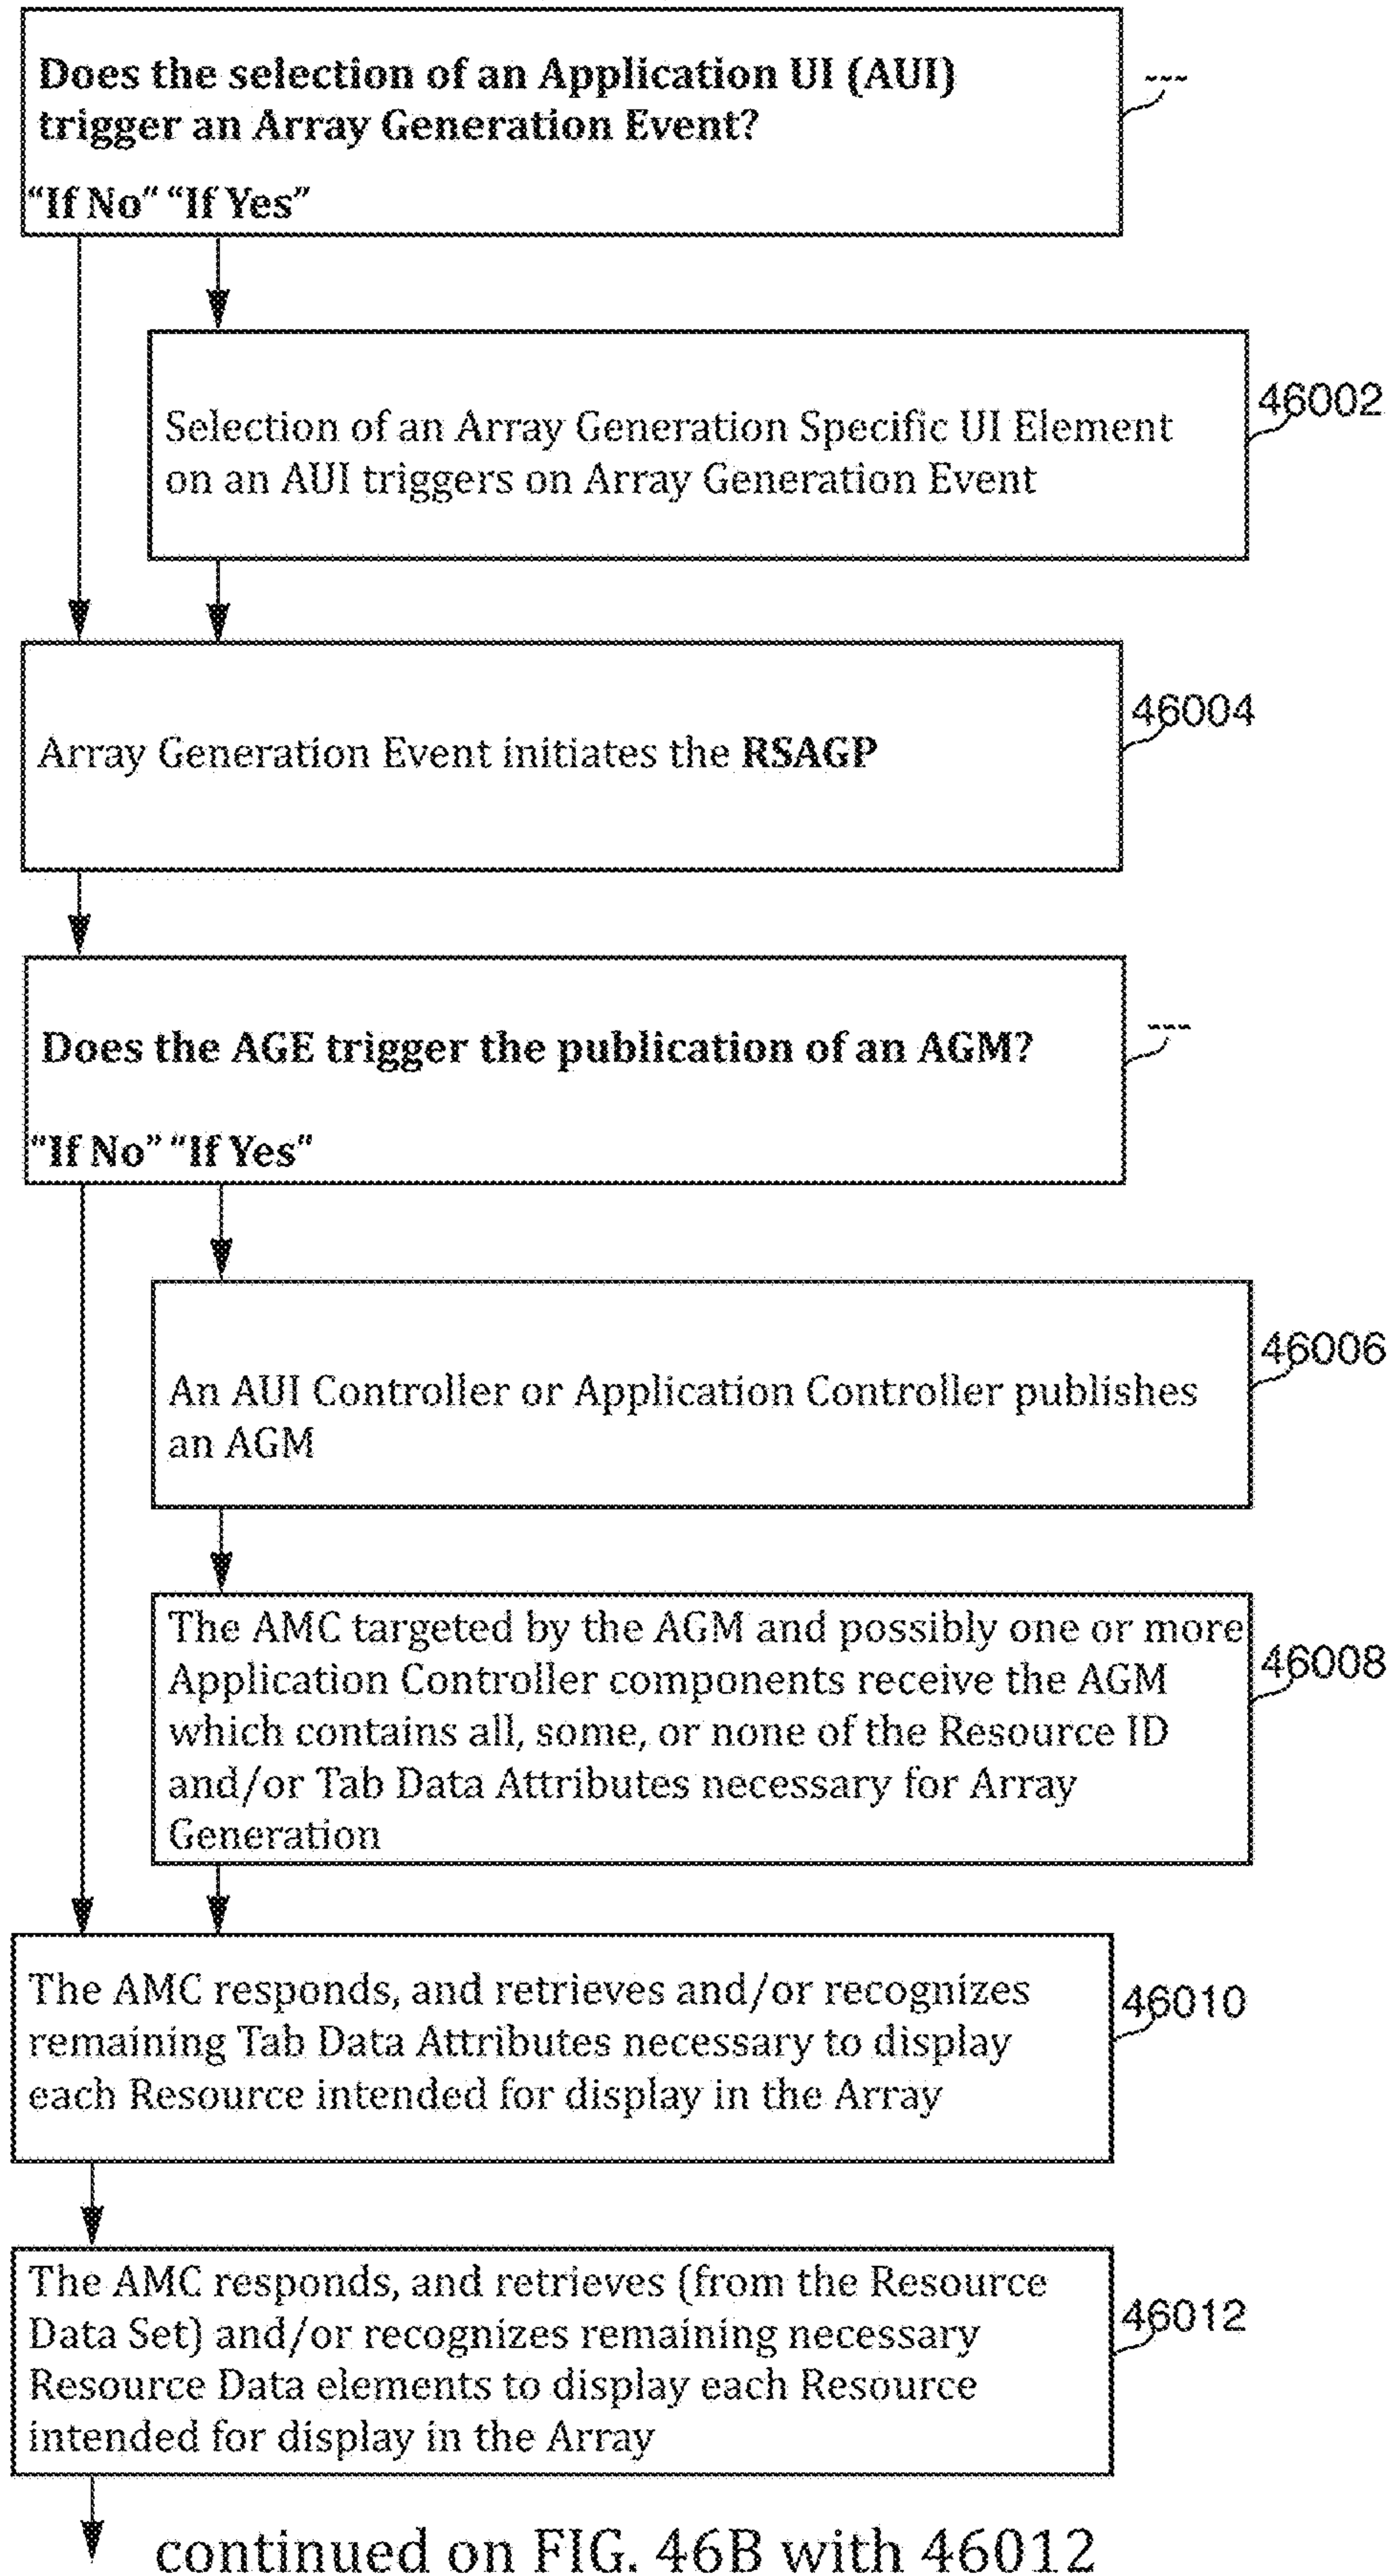 Does the selection of an Application UI (AUI)
trigger an Array Generation Event?
---
“If No” “If Yes”
Selection of an Array Generation Specific UI Element
on an AUI triggers on Array Generation Event
46002
Array Generation Event initiates the RSAGP
46004
Does the AGE trigger the publication of an AGM?
---
“If No” “If Yes”
An AUI Controller or Application Controller publishes
an AGM
46006
The AMC targeted by the AGM and possibly one or more
Application Controller components receive the AGM
which contains all, some, or none of the Resource ID
and/or Tab Data Attributes necessary for Array
Generation
46008
The AMC responds, and retrieves and/or recognizes
remaining Tab Data Attributes necessary to display
each Resource intended for display in the Array
46010
The AMC responds, and retrieves (from the Resource
Data Set) and/or recognizes remaining necessary
Resource Data elements to display each Resource
intended for display in the Array
46012
continued on FIG. 46B with 46012